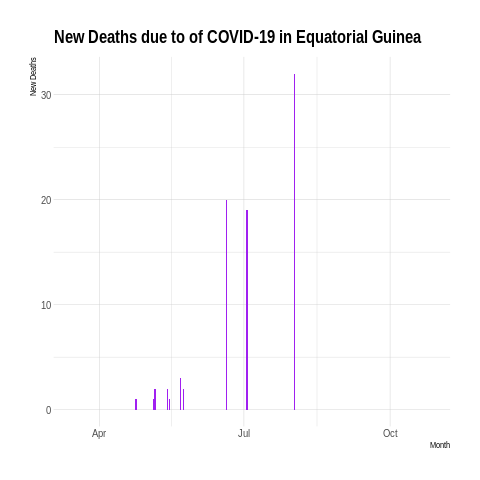 New Deaths due to of COVID-19 in Equatorial Guinea
New Deaths
30
20
10
0
Apr
Jul
Oct
Month